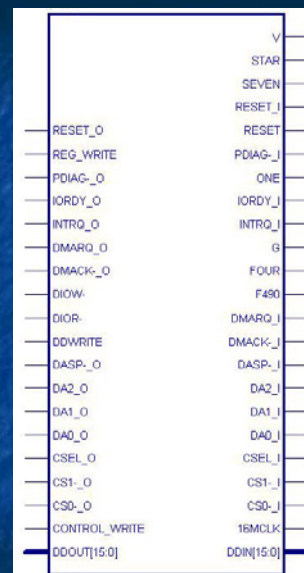 V
STAR
SEVEN
RESET_I
RESET_O RESET
REG_WRITE PDIAG-_I
PDIAG-_O ONE
IORDY_O IORDY_I
INTRQ_O INTRQ_I
DMARQ_O G
DMACK-_O FOUR
DIOW- F490
DIOR- DMARQ_I
DDWRITE DMACK-_I
DASP-_O DASP-_I
DA2_O DA2_I
DA1_O DA1_I
DA0_O DA0_I
CSEL_O CSEL_I
CS1-_O CS1-_I
CS0-_O CS0-_I
CONTROL_WRITE 16MCLK
DDOUT[15:0] DDIN[15:0]